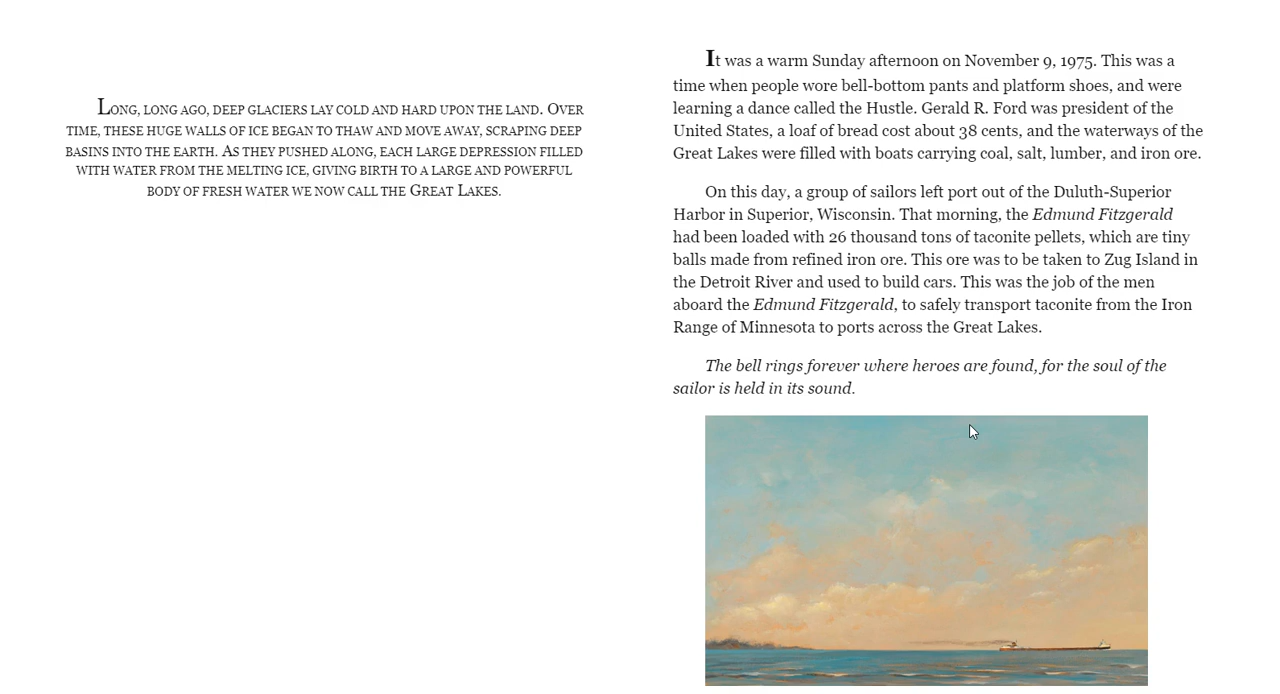 LONG, LONG AGO, DEEP GLACIERS LAY COLD AND HARD UPON THE LAND. OVER
TIME, THESE HUGE WALLS OF ICE BEGAN TO THAW AND MOVE AWAY, SCRAPING DEEP
BASINS INTO THE EARTH. AS THEY PUSHED ALONG, EACH LARGE DEPRESSION FILLED
WITH WATER FROM THE MELTING ICE, GIVING BIRTH TO A LARGE AND POWERFUL
BODY OF FRESH WATER WE NOW CALL THE GREAT LAKES.
It was a warm Sunday afternoon on November 9, 1975. This was a
time when people wore bell-bottom pants and platform shoes, and were
learning a dance called the Hustle. Gerald R. Ford was president of the
United States, a loaf of bread cost about 38 cents, and the waterways of the
Great Lakes were filled with boats carrying coal, salt, lumber, and iron ore.
On this day, a group of sailors left port out of the Duluth-Superior
Harbor in Superior, Wisconsin. That morning, the Edmund Fitzgerald
had been loaded with 26 thousand tons of taconite pellets, which are tiny
balls made from refined iron ore. This ore was to be taken to Zug Island in
the Detroit River and used to build cars. This was the job of the men
aboard the Edmund Fitzgerald, to safely transport taconite from the Iron
Range of Minnesota to ports across the Great Lakes.
The bell rings forever where heroes are found, for the soul of the
sailor is held in its sound.